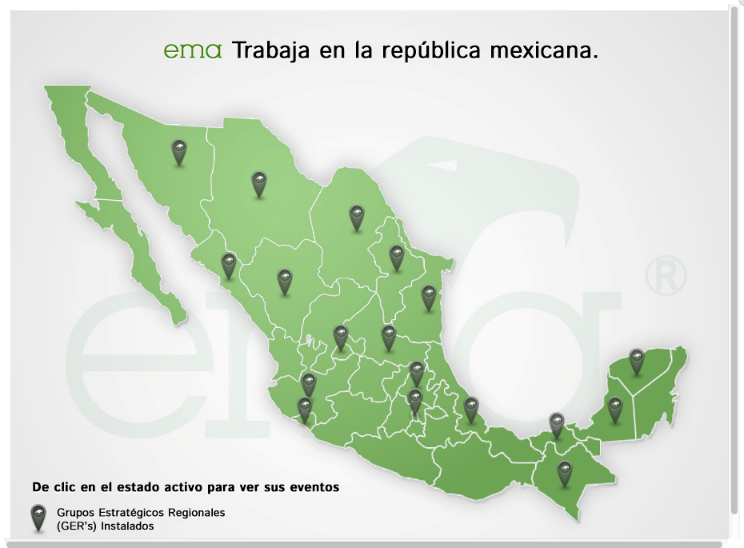 ema Trabaja en la república mexicana.
ema®
De clic en el estado activo para ver sus eventos
Grupos Estratégicos Regionales
(GER's) Instalados